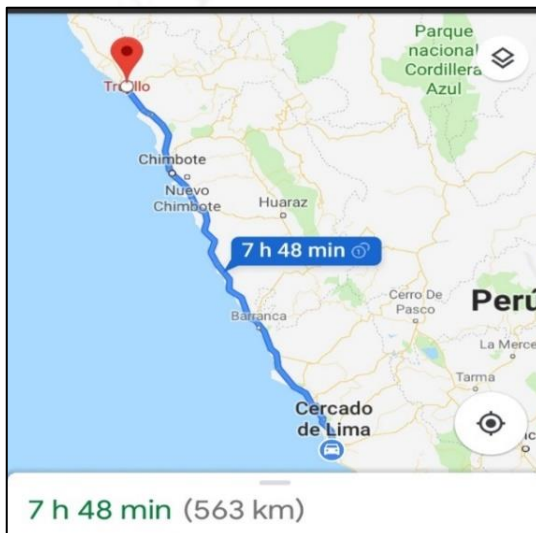 Parque
nacional
Cordillera
Azul
Trujillo
Chimbote
Nuevo
Chimbote
Huaraz
7 h 48 min
Barranca
Cerro De
Pasco
Perú
La Merce
Tarma
Cercado
de Lima
7 h 48 min (563 km)